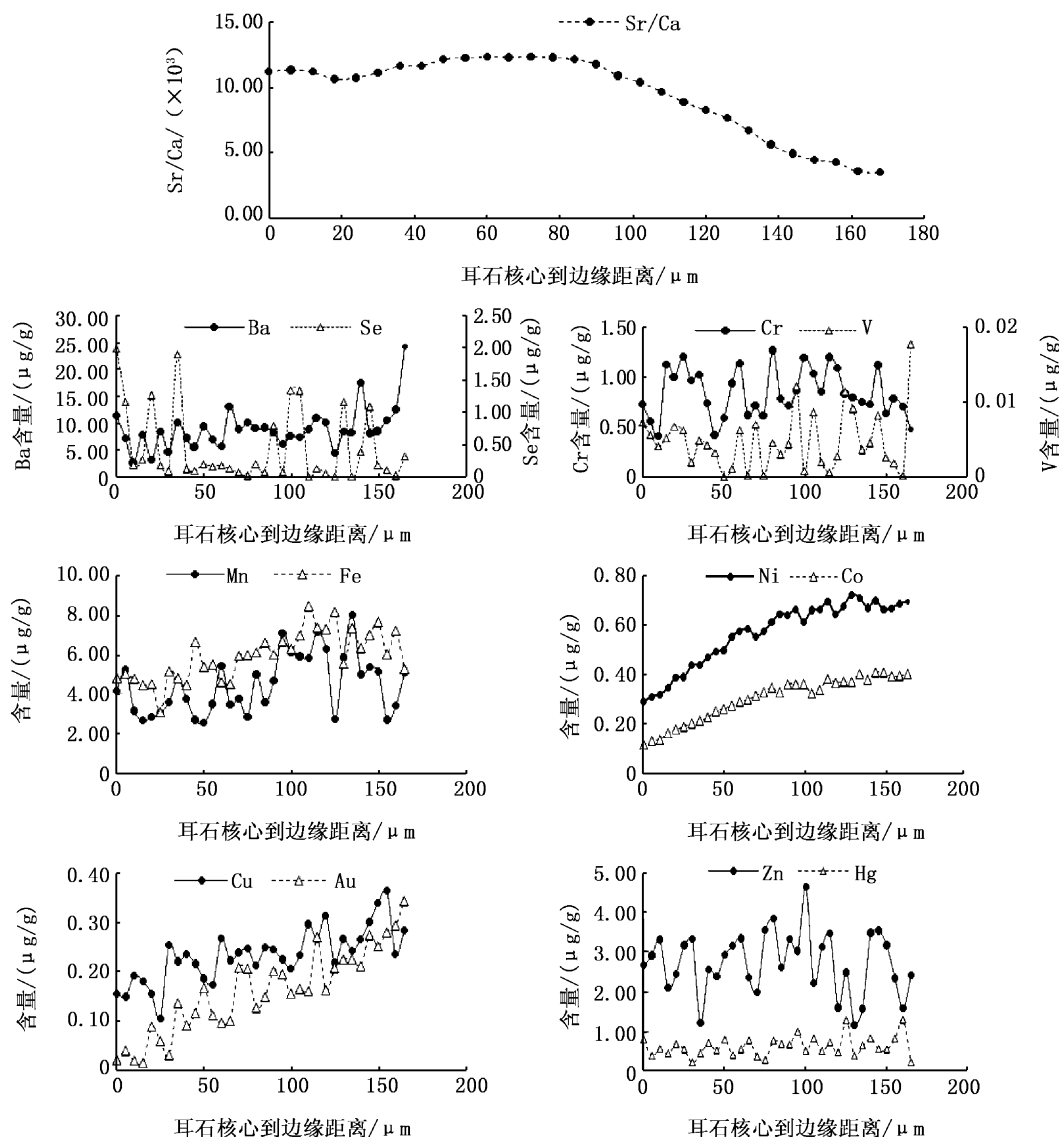 Sr/Ca
Sr/Ca/(×10³)
15.00
10.00
5.00
0.00
0 20 40 60 80 100 120 140 160 180
耳石核心到边缘距离/μm
Ba Se
Ba含量/(μg/g)
30.00
25.00
20.00
15.00
10.00
5.00
0
2.50
2.00
1.50
1.00
0.50
0
Se含量/(μg/g)
0 50 100 150 200
耳石核心到边缘距离/μm
Cr V
Cr含量/(μg/g)
1.50
1.00
0.50
0
0.02
0.01
0
V含量/(μg/g)
0 50 100 150 200
耳石核心到边缘距离/μm
Mn Fe
含量/(μg/g)
10.00
8.00
6.00
4.00
2.00
0
0 50 100 150 200
耳石核心到边缘距离/μm
Ni Co
含量/(μg/g)
0.80
0.60
0.40
0.20
0
0 50 100 150 200
耳石核心到边缘距离/μm
Cu Au
含量/(μg/g)
0.40
0.30
0.20
0.10
0
0 50 100 150 200
耳石核心到边缘距离/μm
Zn Hg
含量/(μg/g)
5.00
4.00
3.00
2.00
1.00
0
0 50 100 150 200
耳石核心到边缘距离/μm